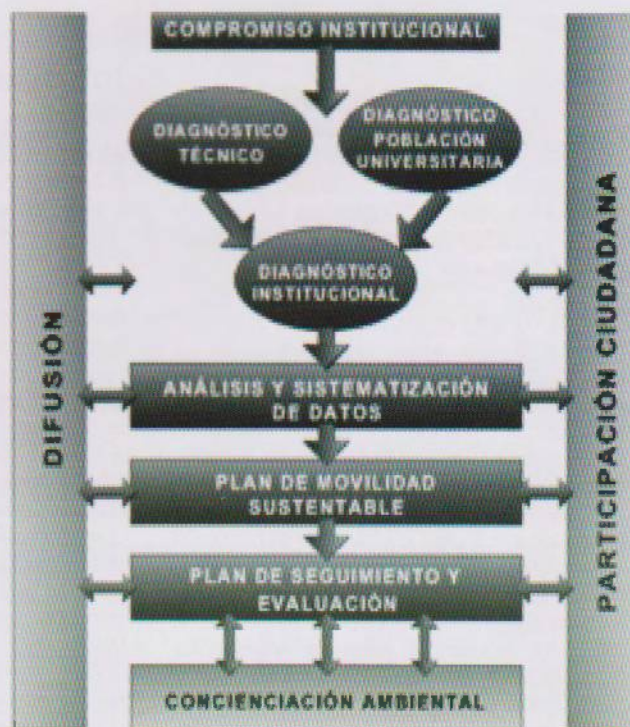 COMPROMISO INSTITUCIONAL
DIAGNÓSTICO
TÉCNICO
DIAGNÓSTICO
POBLACIÓN
UNIVERSITARIA
DIAGNÓSTICO
INSTITUCIONAL
ANÁLISIS Y SISTEMATIZACIÓN
DE DATOS
PLAN DE MOVILIDAD
SUSTENTABLE
PLAN DE SEGUIMIENTO Y
EVALUACIÓN
CONCIENCIACIÓN AMBIENTAL
DIFUSIÓN
PARTICIPACIÓN CIUDADANA